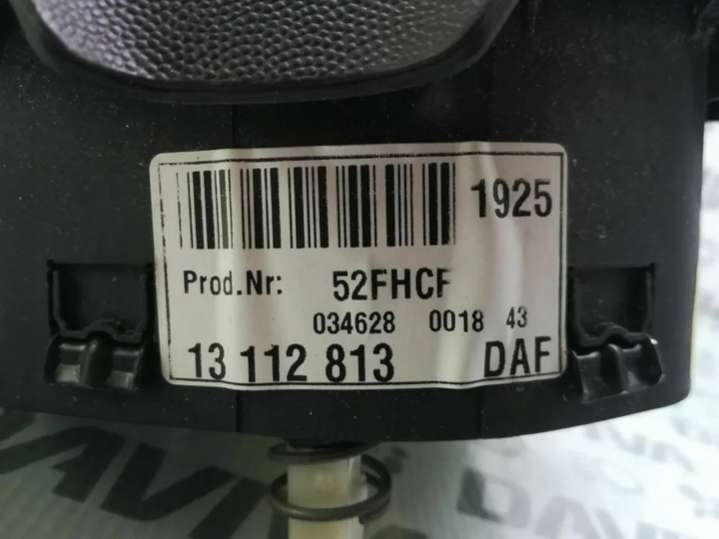 1925
Prod.Nr: 52FHCF
034628 0018 43
13 112 813 DAF